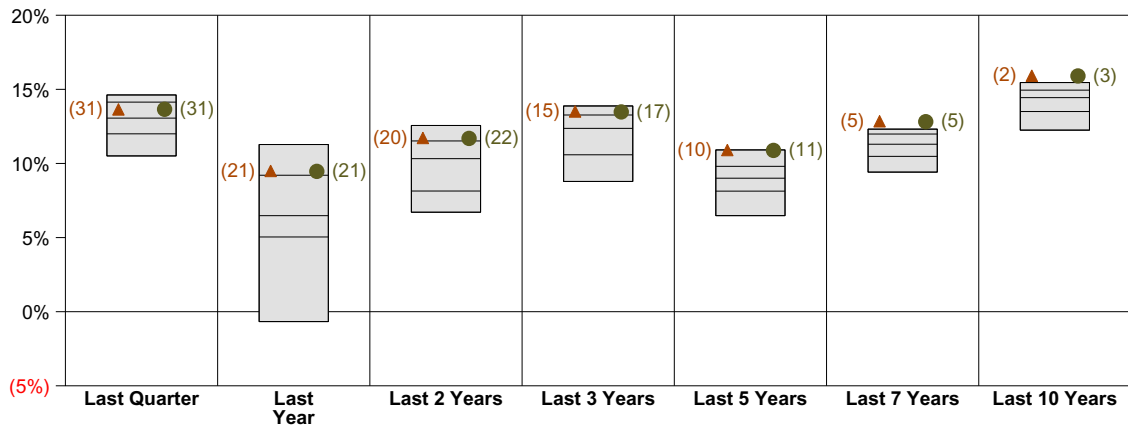 20%
15%
10%
5%
0%
(5%)
(31) (31)
(21) (21)
(20) (22)
(15) (17)
(10) (11)
(5) (5)
(2) (3)
Last Quarter
Last
Year
Last 2 Years
Last 3 Years
Last 5 Years
Last 7 Years
Last 10 Years